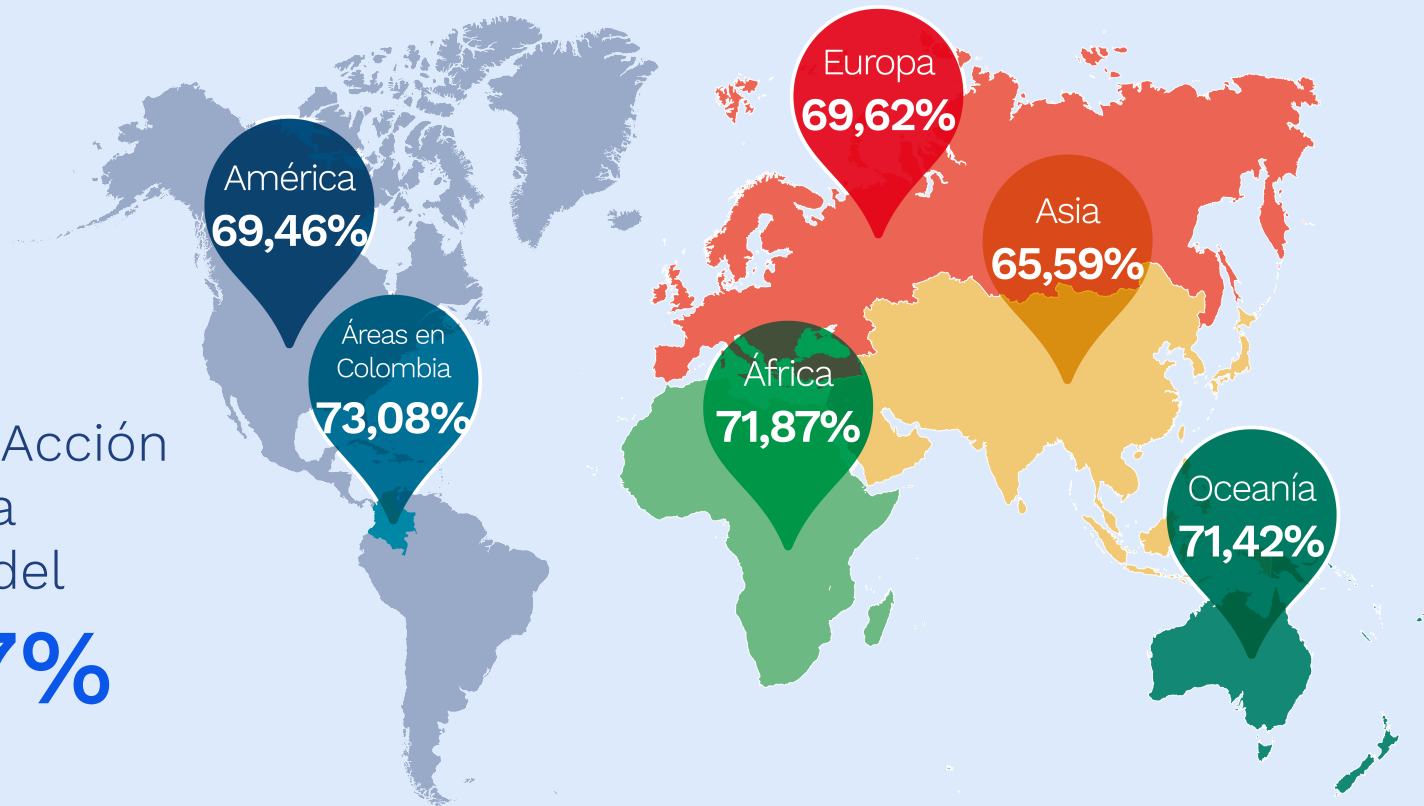 Europa
69,62%
América
69,46%
Asia
65,59%
Áreas en
Colombia
73,08%
África
71,87%
Acción
del
7%
Oceanía
71,42%